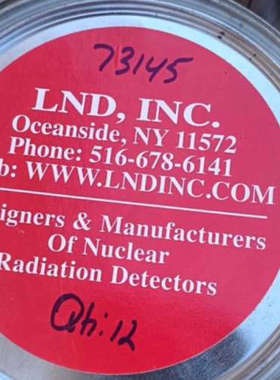 73145
LND, INC.
Oceanside, NY 11572
Phone: 516-678-6141
b: WWW.LNDINC.COM
igners & Manufacturers
Of Nuclear
Radiation Detectors
Qti: 12